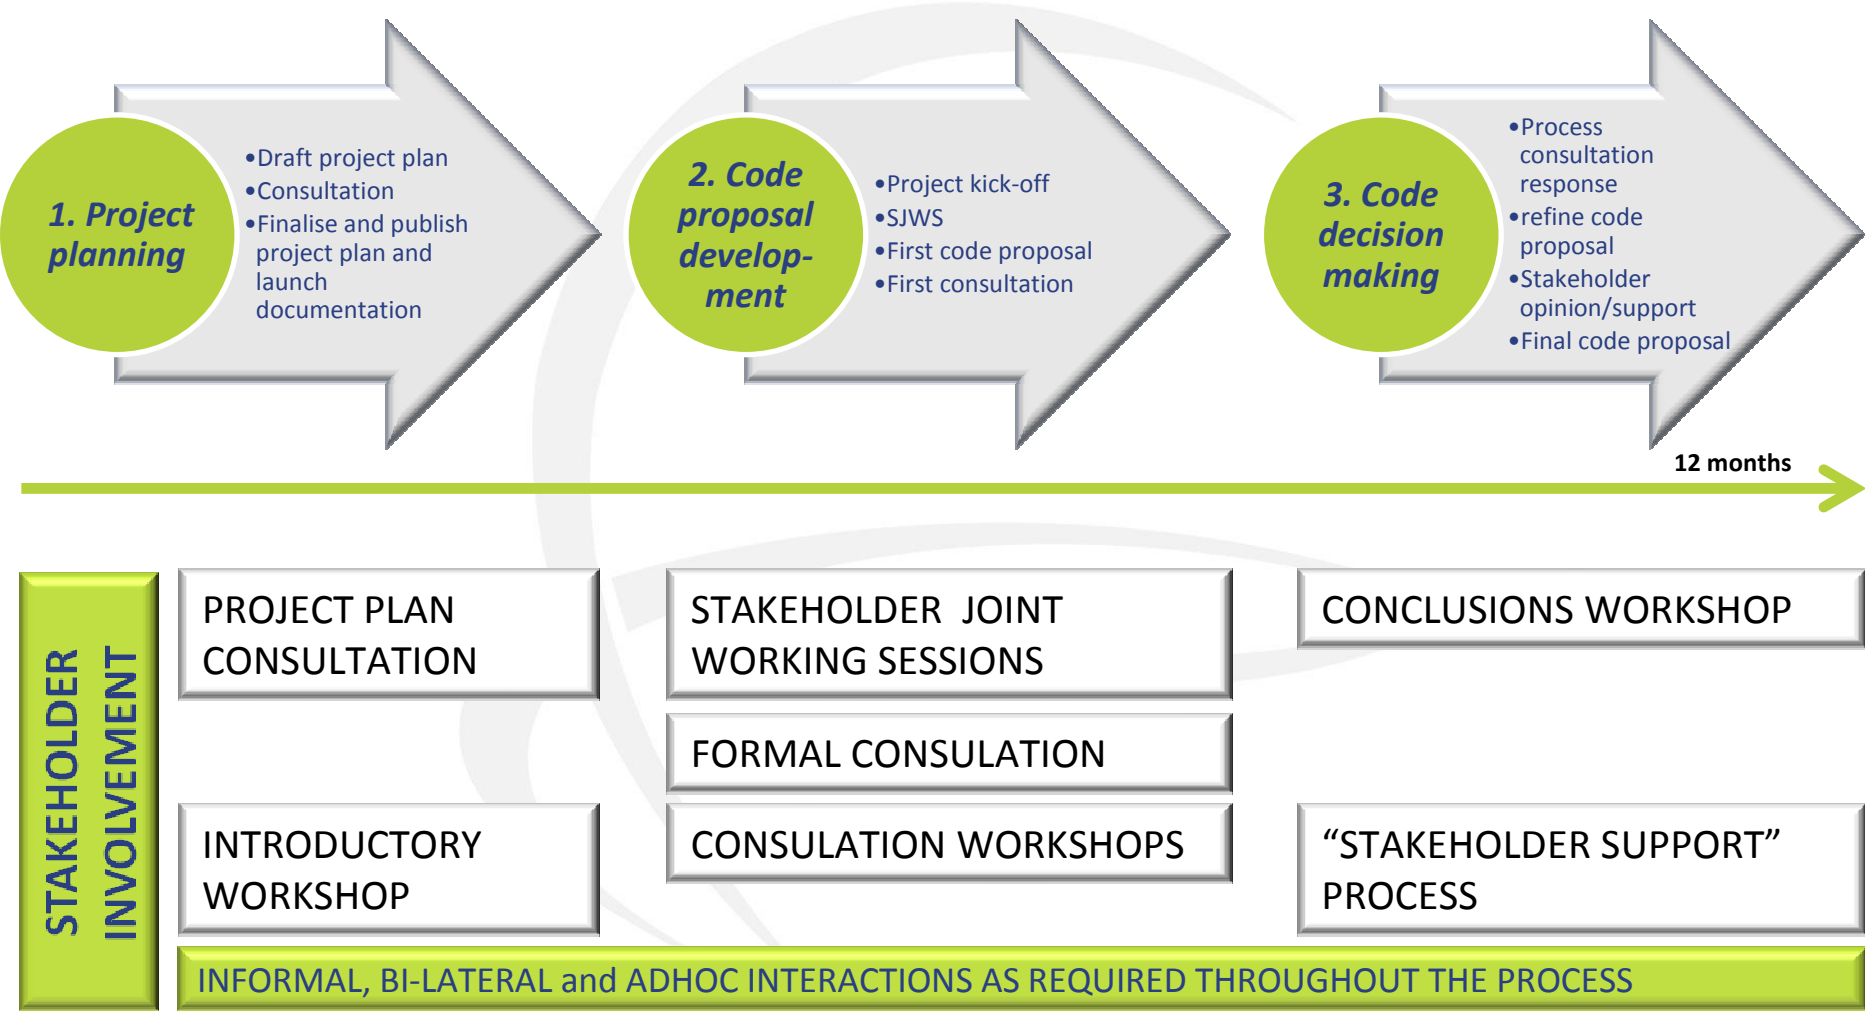 1. Project
planning
•Draft project plan
•Consultation
•Finalise and publish
project plan and
launch
documentation
2. Code
proposal
develop-
ment
•Project kick-off
•SJWS
•First code proposal
•First consultation
3. Code
decision
making
•Process
consultation
response
•refine code
proposal
•Stakeholder
opinion/support
•Final code proposal
12 months
STAKEHOLDER
INVOLVEMENT
PROJECT PLAN
CONSULTATION
INTRODUCTORY
WORKSHOP
STAKEHOLDER JOINT
WORKING SESSIONS
FORMAL CONSULATION
CONSULATION WORKSHOPS
CONCLUSIONS WORKSHOP
“STAKEHOLDER SUPPORT”
PROCESS
INFORMAL, BI-LATERAL and ADHOC INTERACTIONS AS REQUIRED THROUGHOUT THE PROCESS